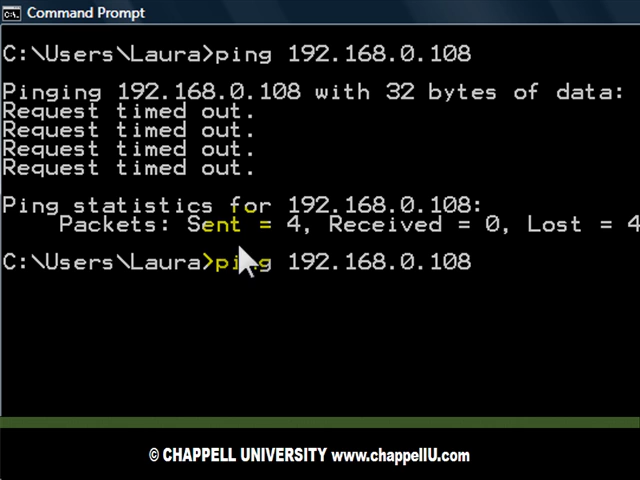 Command Prompt
C:\Users\Laura>ping 192.168.0.108
Pinging 192.168.0.108 with 32 bytes of data:
Request timed out.
Request timed out.
Request timed out.
Request timed out.
Ping statistics for 192.168.0.108:
Packets: Sent = 4, Received = 0, Lost = 4
C:\Users\Laura>ping 192.168.0.108
© CHAPPELL UNIVERSITY www.chappellU.com